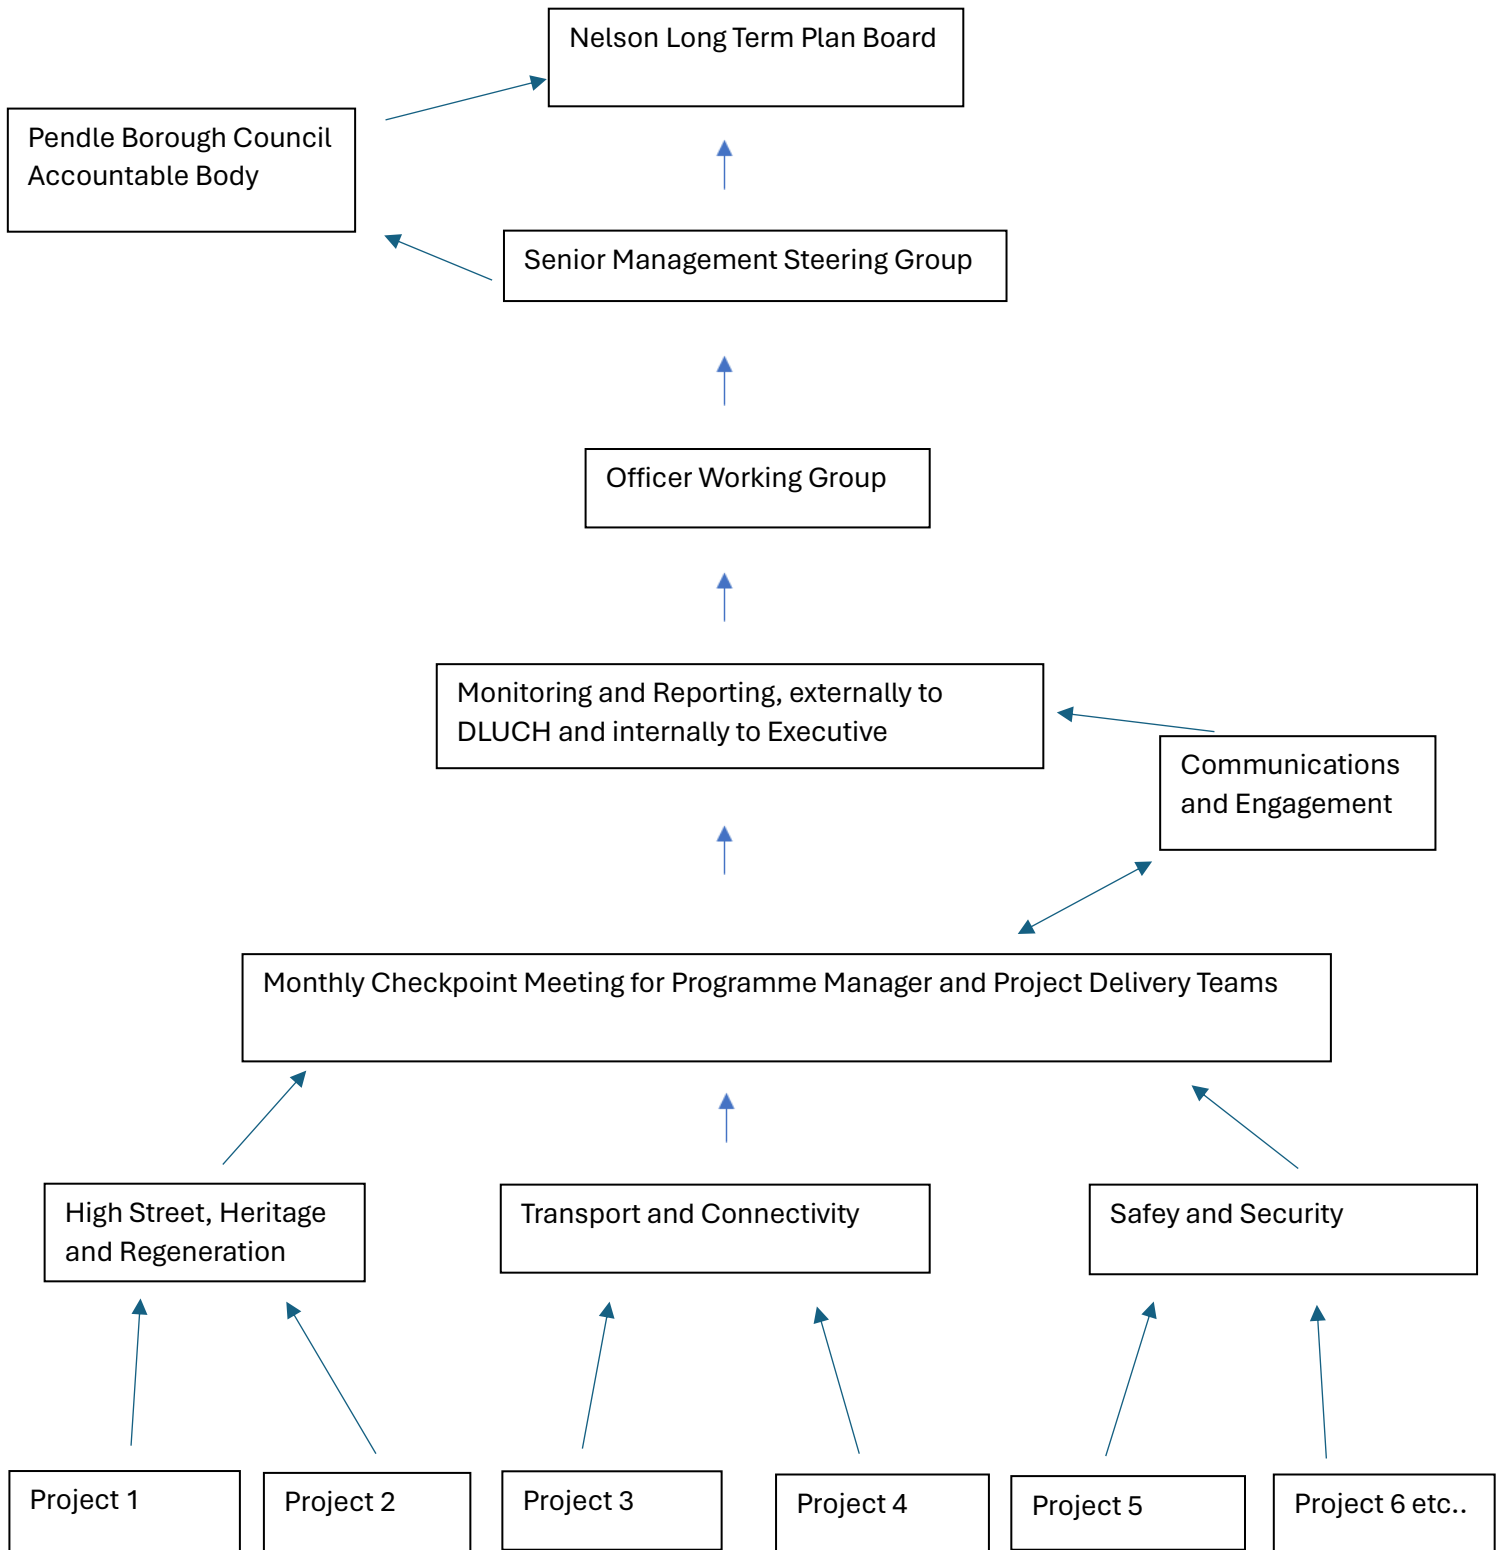 Nelson Long Term Plan Board
Pendle Borough Council
Accountable Body
Senior Management Steering Group
Officer Working Group
Monitoring and Reporting, externally to
DLUCH and internally to Executive
Communications
and Engagement
Monthly Checkpoint Meeting for Programme Manager and Project Delivery Teams
High Street, Heritage
and Regeneration
Transport and Connectivity
Safey and Security
Project 1
Project 2
Project 3
Project 4
Project 5
Project 6 etc..